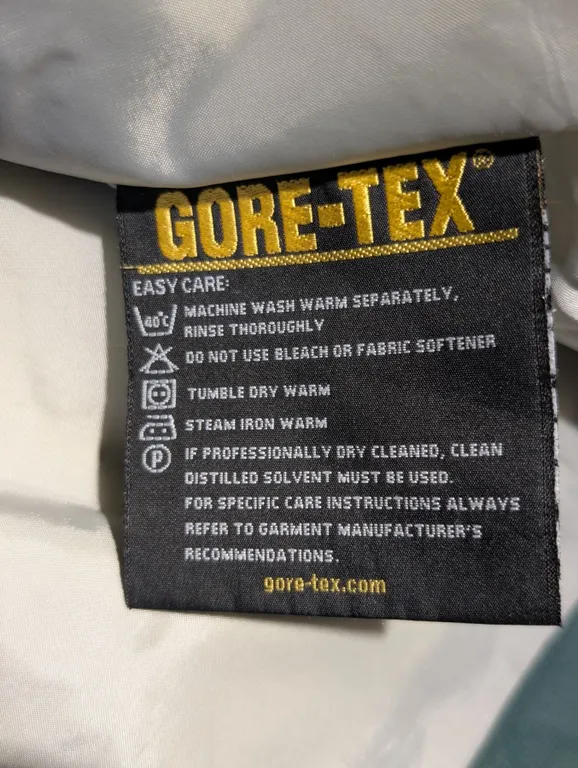 GORE-TEX®
EASY CARE:
40°C MACHINE WASH WARM SEPARATELY,
RINSE THOROUGHLY
DO NOT USE BLEACH OR FABRIC SOFTENER
TUMBLE DRY WARM
STEAM IRON WARM
P IF PROFESSIONALLY DRY CLEANED, CLEAN
DISTILLED SOLVENT MUST BE USED.
FOR SPECIFIC CARE INSTRUCTIONS ALWAYS
REFER TO GARMENT MANUFACTURER'S
RECOMMENDATIONS.
gore-tex.com